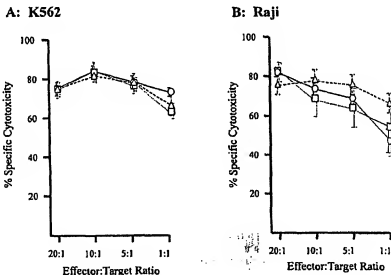 A: K562
% Specific Cytotoxicity
100
80
60
40
20
20:1 10:1 5:1 1:1
Effector:Target Ratio
B: Raji
% Specific Cytotoxicity
100
80
60
40
20
20:1 10:1 5:1 1:1
Effector:Target Ratio